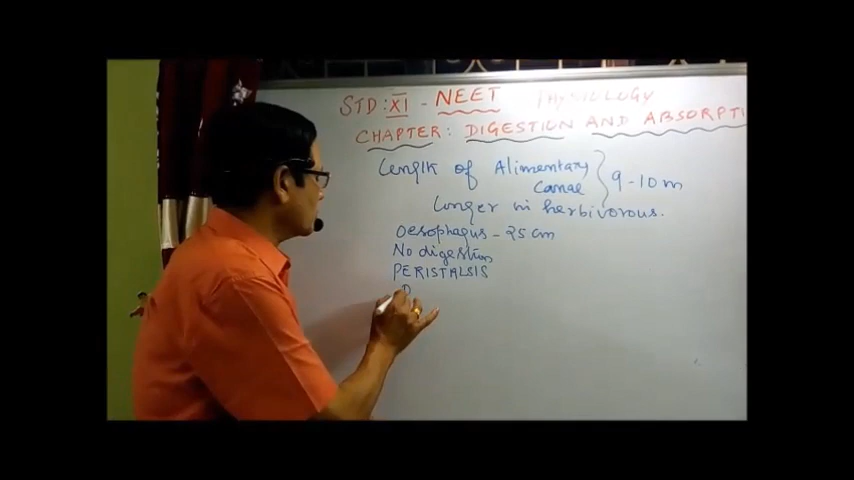 STD: XI - NEET PHYSIOLOGY
CHAPTER: DIGESTION AND ABSORPTI
Length of Alimentary
Canal } 9-10 m
Longer in herbivorous.
Oesophagus - 25 cm
No digestion
PERISTALSIS